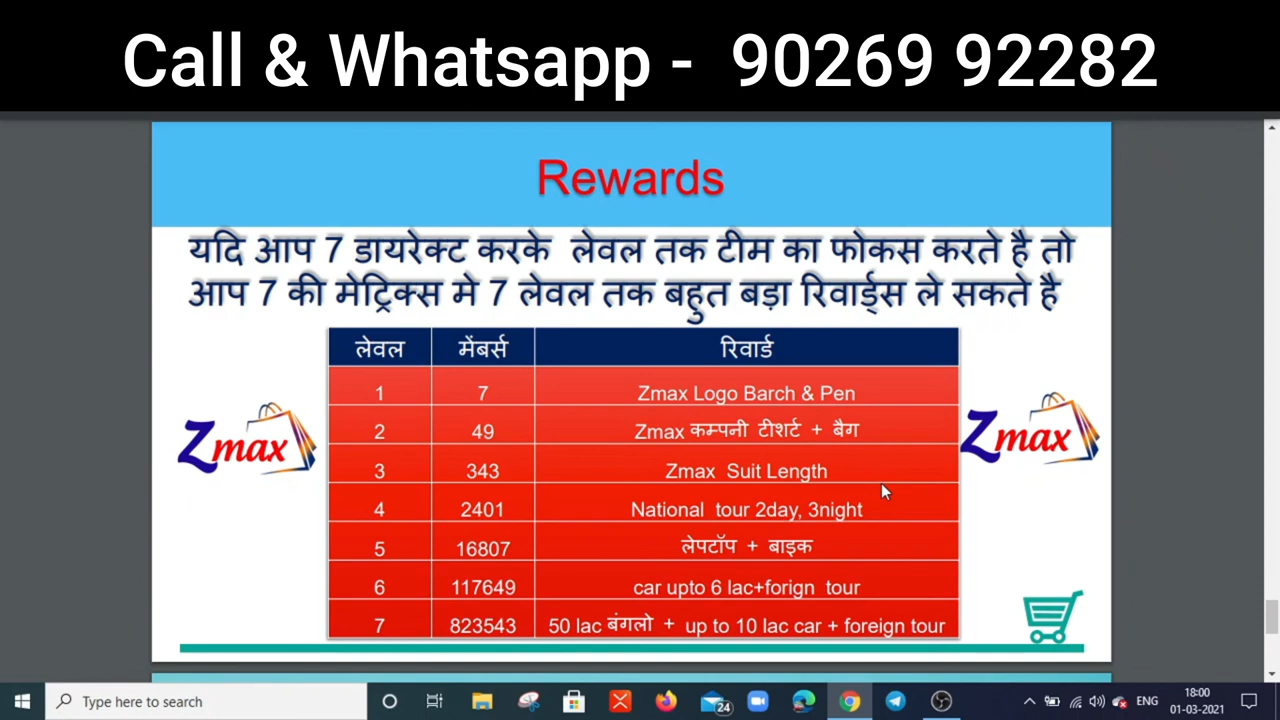 Call & Whatsapp - 90269 92282
Rewards
यदि आप 7 डायरेक्ट करके लेवल तक टीम का फोकस करते है तो
आप 7 की मेट्रिक्स मे 7 लेवल तक बहुत बड़ा रिवार्ड्स ले सकते है
लेवल मेंबर्स रिवार्ड
1 7 Zmax Logo Barch & Pen
2 49 Zmax कम्पनी टीशर्ट + बैग
3 343 Zmax Suit Length
4 2401 National tour 2day, 3night
5 16807 लेपटॉप + बाइक
6 117649 car upto 6 lac+forign tour
7 823543 50 lac बंगलो + up to 10 lac car + foreign tour
Zmax
Zmax
Type here to search
24
ENG
18:00
01-03-2021